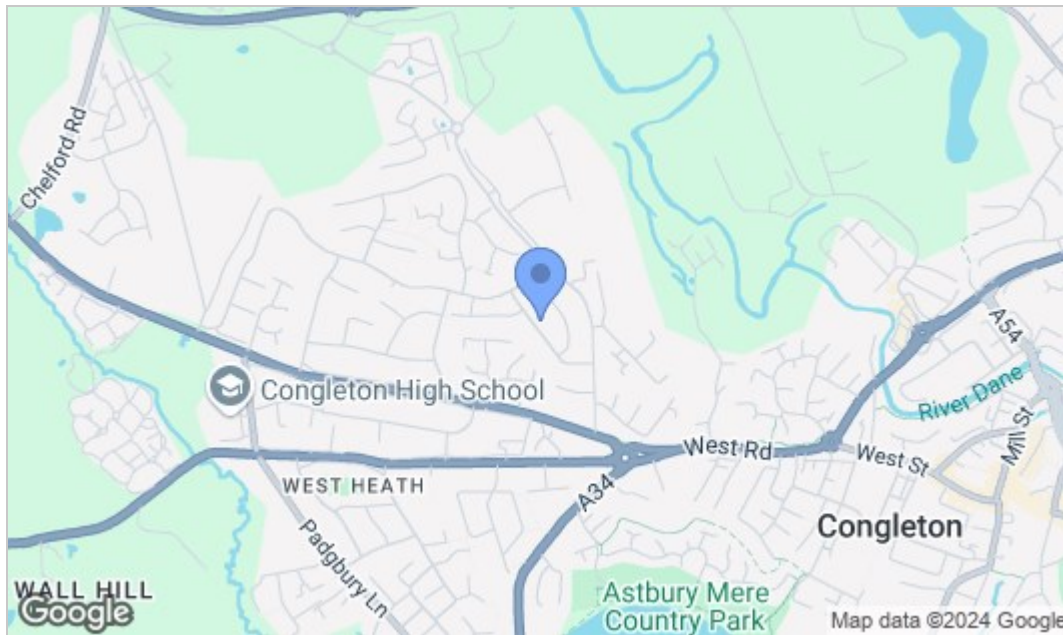 Chelford Rd
A54
Congleton High School
River Dane
Mill St
West Rd
West St
WEST HEATH
A34
Padgbury Ln
Congleton
WALL HILL
Astbury Mere
Country Park
Google
Map data ©2024 Google